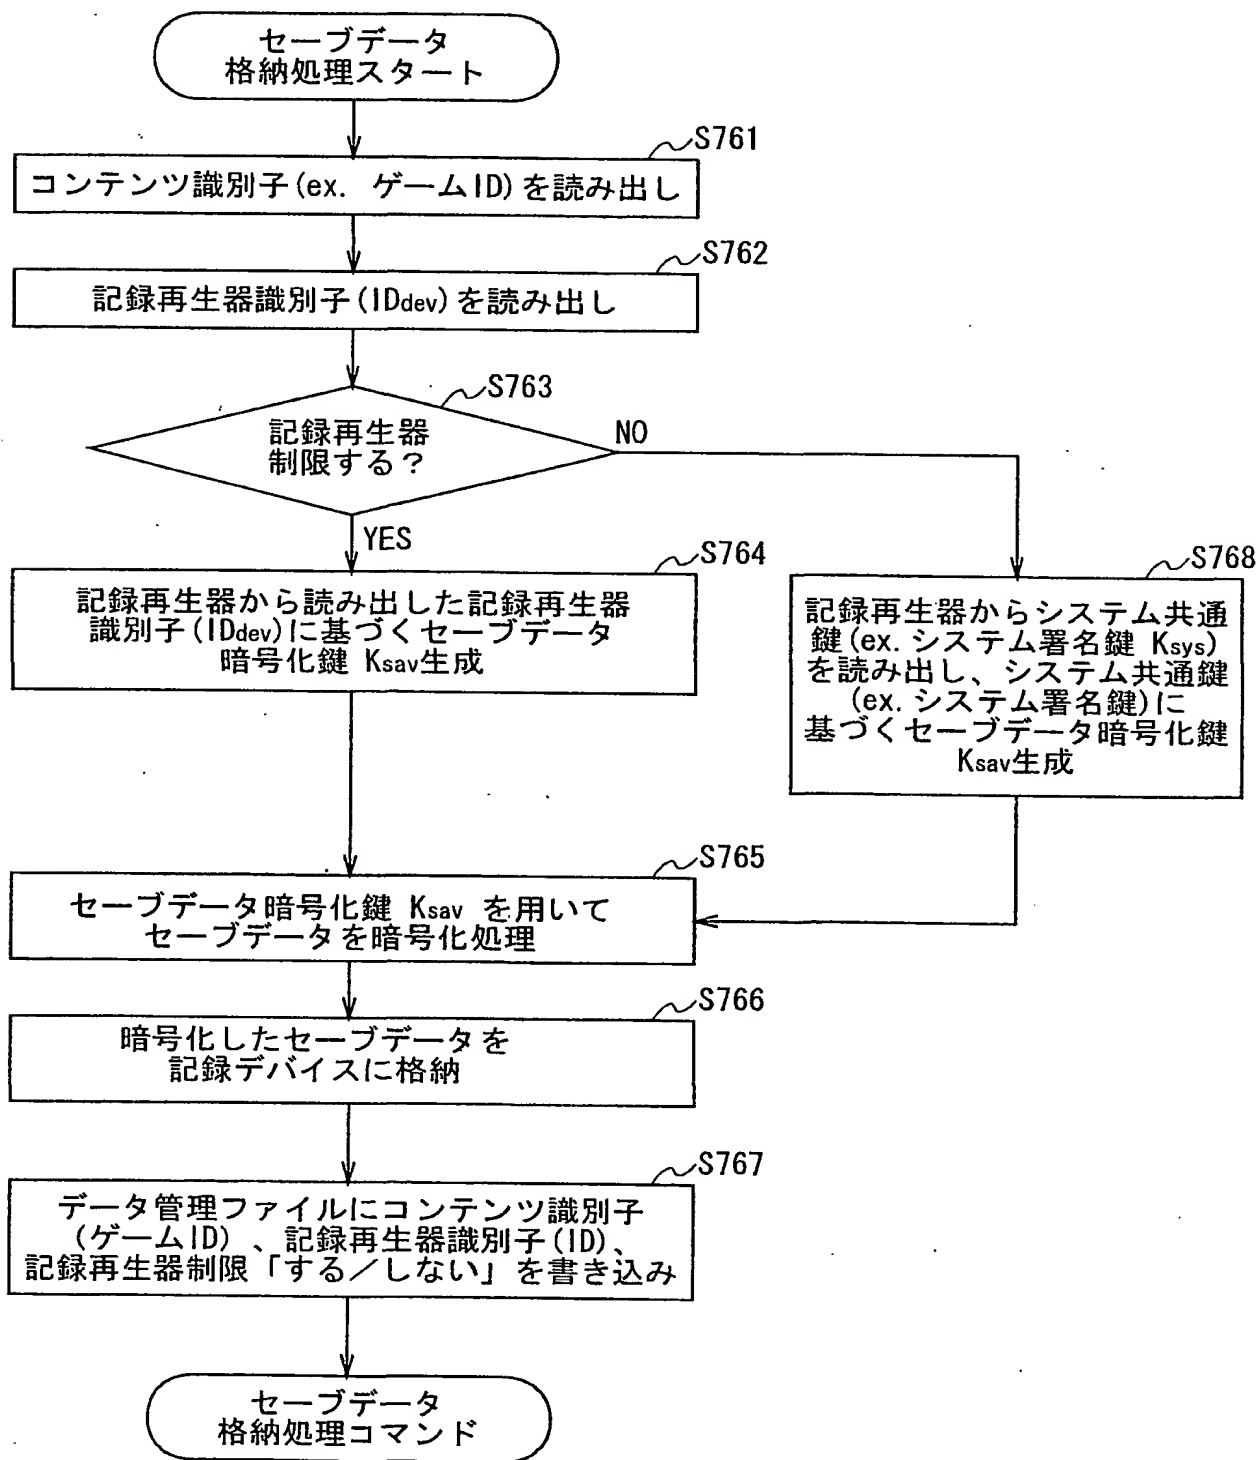 セーブデータ
格納処理スタート
S761
コンテンツ識別子(ex. ゲームID)を読み出し
S762
記録再生器識別子(IDdev)を読み出し
S763
記録再生器
制限する?
NO
YES
S764
記録再生器から読み出した記録再生器
識別子(IDdev)に基づくセーブデータ
暗号化鍵 Ksav生成
S768
記録再生器からシステム共通
鍵(ex.システム署名鍵 Ksys)
を読み出し、システム共通鍵
(ex.システム署名鍵)に
基づくセーブデータ暗号化鍵
Ksav生成
S765
セーブデータ暗号化鍵 Ksav を用いて
セーブデータを暗号化処理
S766
暗号化したセーブデータを
記録デバイスに格納
S767
データ管理ファイルにコンテンツ識別子
(ゲームID)、記録再生器識別子(ID)、
記録再生器制限「する/しない」を書き込み
セーブデータ
格納処理コマンド